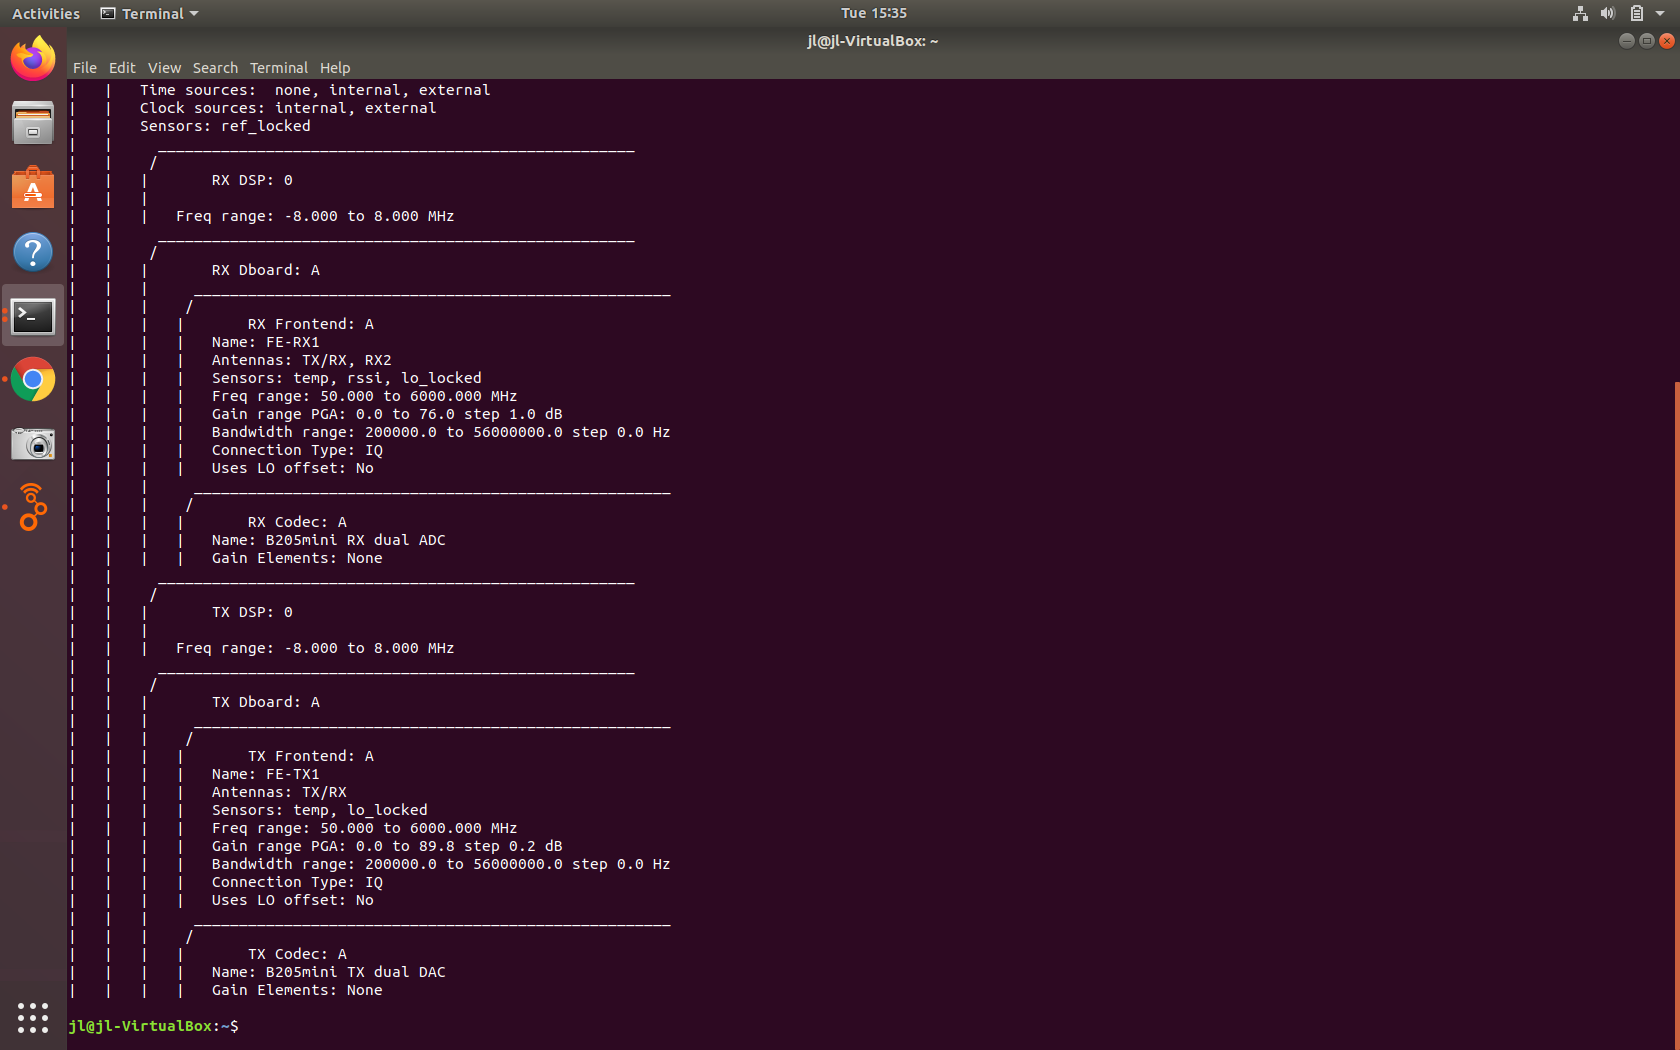 Activities
Terminal
Tue 15:35
jl@jl-VirtualBox: ~
File Edit View Search Terminal Help
|   |   Time sources:  none, internal, external
|   |   Clock sources: internal, external
|   |   Sensors: ref_locked
|   |     _____________________________________________________
|   |    /
|   |   |       RX DSP: 0
|   |   |
|   |   |   Freq range: -8.000 to 8.000 MHz
|   |     _____________________________________________________
|   |    /
|   |   |       RX Dboard: A
|   |   |     _____________________________________________________
|   |   |    /
|   |   |   |       RX Frontend: A
|   |   |   |   Name: FE-RX1
|   |   |   |   Antennas: TX/RX, RX2
|   |   |   |   Sensors: temp, rssi, lo_locked
|   |   |   |   Freq range: 50.000 to 6000.000 MHz
|   |   |   |   Gain range PGA: 0.0 to 76.0 step 1.0 dB
|   |   |   |   Bandwidth range: 200000.0 to 56000000.0 step 0.0 Hz
|   |   |   |   Connection Type: IQ
|   |   |   |   Uses LO offset: No
|   |   |     _____________________________________________________
|   |   |    /
|   |   |   |       RX Codec: A
|   |   |   |   Name: B205mini RX dual ADC
|   |   |   |   Gain Elements: None
|   |     _____________________________________________________
|   |    /
|   |   |       TX DSP: 0
|   |   |
|   |   |   Freq range: -8.000 to 8.000 MHz
|   |     _____________________________________________________
|   |    /
|   |   |       TX Dboard: A
|   |   |     _____________________________________________________
|   |   |    /
|   |   |   |       TX Frontend: A
|   |   |   |   Name: FE-TX1
|   |   |   |   Antennas: TX/RX
|   |   |   |   Sensors: temp, lo_locked
|   |   |   |   Freq range: 50.000 to 6000.000 MHz
|   |   |   |   Gain range PGA: 0.0 to 89.8 step 0.2 dB
|   |   |   |   Bandwidth range: 200000.0 to 56000000.0 step 0.0 Hz
|   |   |   |   Connection Type: IQ
|   |   |   |   Uses LO offset: No
|   |   |     _____________________________________________________
|   |   |    /
|   |   |   |       TX Codec: A
|   |   |   |   Name: B205mini TX dual DAC
|   |   |   |   Gain Elements: None
jl@jl-VirtualBox:~$